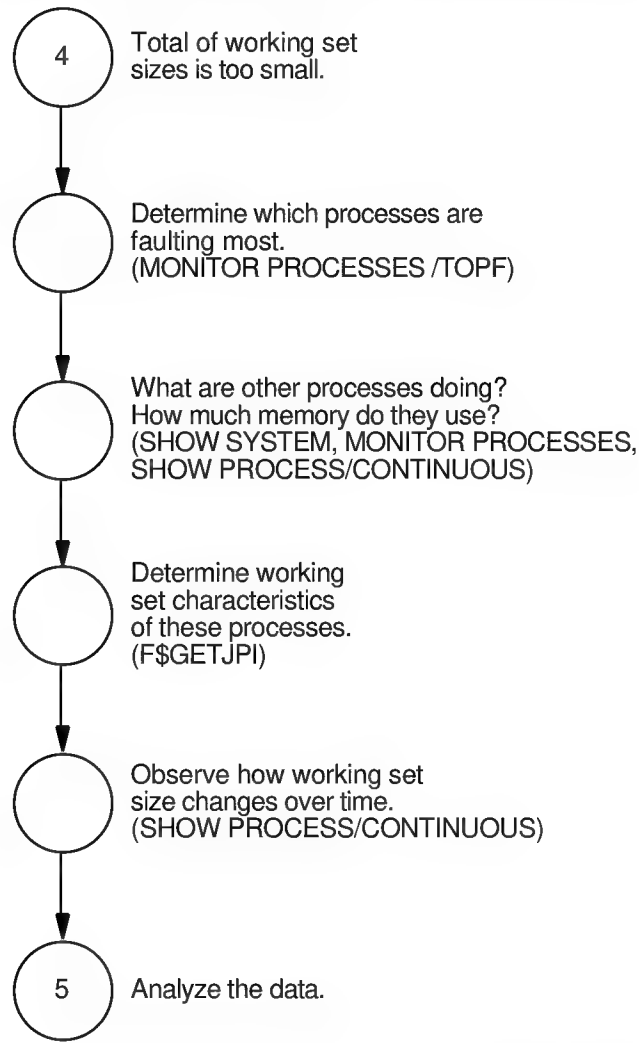 4
Total of working set
sizes is too small.
Determine which processes are
faulting most.
(MONITOR PROCESSES /TOPF)
What are other processes doing?
How much memory do they use?
(SHOW SYSTEM, MONITOR PROCESSES,
SHOW PROCESS/CONTINUOUS)
Determine working
set characteristics
of these processes.
(F$GETJPI)
Observe how working set
size changes over time.
(SHOW PROCESS/CONTINUOUS)
5
Analyze the data.